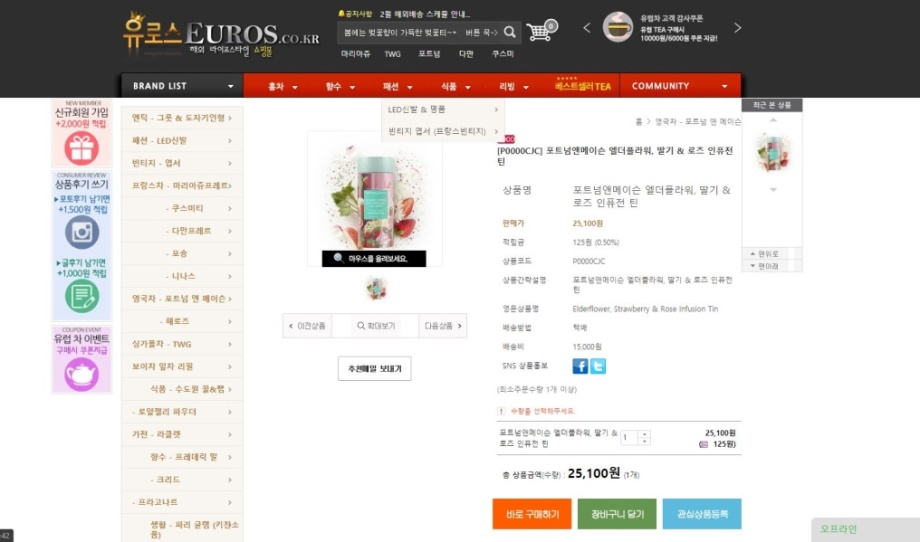 유로스 EUROS.CO.KR
해외 라이프스타일 쇼핑몰
공지사항 2월 해외배송 스케쥴 안내...
봄에는 벚꽃향이 가득한 벚꽃티~* 버튼 꾹~>
마리아쥬 TWG 포트넘 다만 쿠스미
0
유럽차 고객 감사쿠폰
유럽 TEA 구매시
10000원/6000원 쿠폰 지급!
BRAND LIST
홍차 향수 패션 식품 리빙 베스트셀러 TEA COMMUNITY
LED신발 & 명품
빈티지 엽서 (프랑스빈티지)
NEW MEMBER
신규회원 가입
+2,000원 적립
CONSUMER REVIEW
상품후기 쓰기
▶포토후기 남기면
+1,500원 적립
▶글후기 남기면
+1,000원 적립
COUPON EVENT
유럽 차 이벤트
구매시 쿠폰지급
앤틱 - 그릇 & 도자기인형
패션 - LED신발
빈티지 - 엽서
프랑스차 - 마리아쥬프레르
- 쿠스미티
- 다만프레르
- 포숑
- 니나스
영국차 - 포트넘 앤 메이슨
- 해로즈
싱가폴차 - TWG
보이차 말차 리필
식품 - 수도원 꿀&잼
- 로얄젤리 파우더
가전 - 라클렛
향수 - 프레데릭 말
- 크리드
- 프라고나르
생활 - 파리 글램 (키친소품)
마우스를 올려보세요.
이전상품 확대보기 다음상품
추천메일 보내기
홈 > 영국차 - 포트넘 앤 메이슨
[P0000CJC] 포트넘앤메이슨 엘더플라워, 딸기 & 로즈 인퓨전
틴
상품명 포트넘앤메이슨 엘더플라워, 딸기 &
로즈 인퓨전 틴
판매가 25,100원
적립금 125원 (0.50%)
상품코드 P0000CJC
상품간략설명 포트넘앤메이슨 엘더플라워, 딸기 & 로즈 인퓨전
틴
영문상품명 Elderflower, Strawberry & Rose Infusion Tin
배송방법 택배
배송비 15,000원
SNS 상품홍보
(최소주문수량 1개 이상)
수량을 선택해주세요.
포트넘앤메이슨 엘더플라워, 딸기 &
로즈 인퓨전 틴
1
25,100원
( 125원)
총 상품금액(수량) : 25,100원 (1개)
바로 구매하기 장바구니 담기 관심상품등록
최근 본 상품
맨위로
맨아래
오프라인